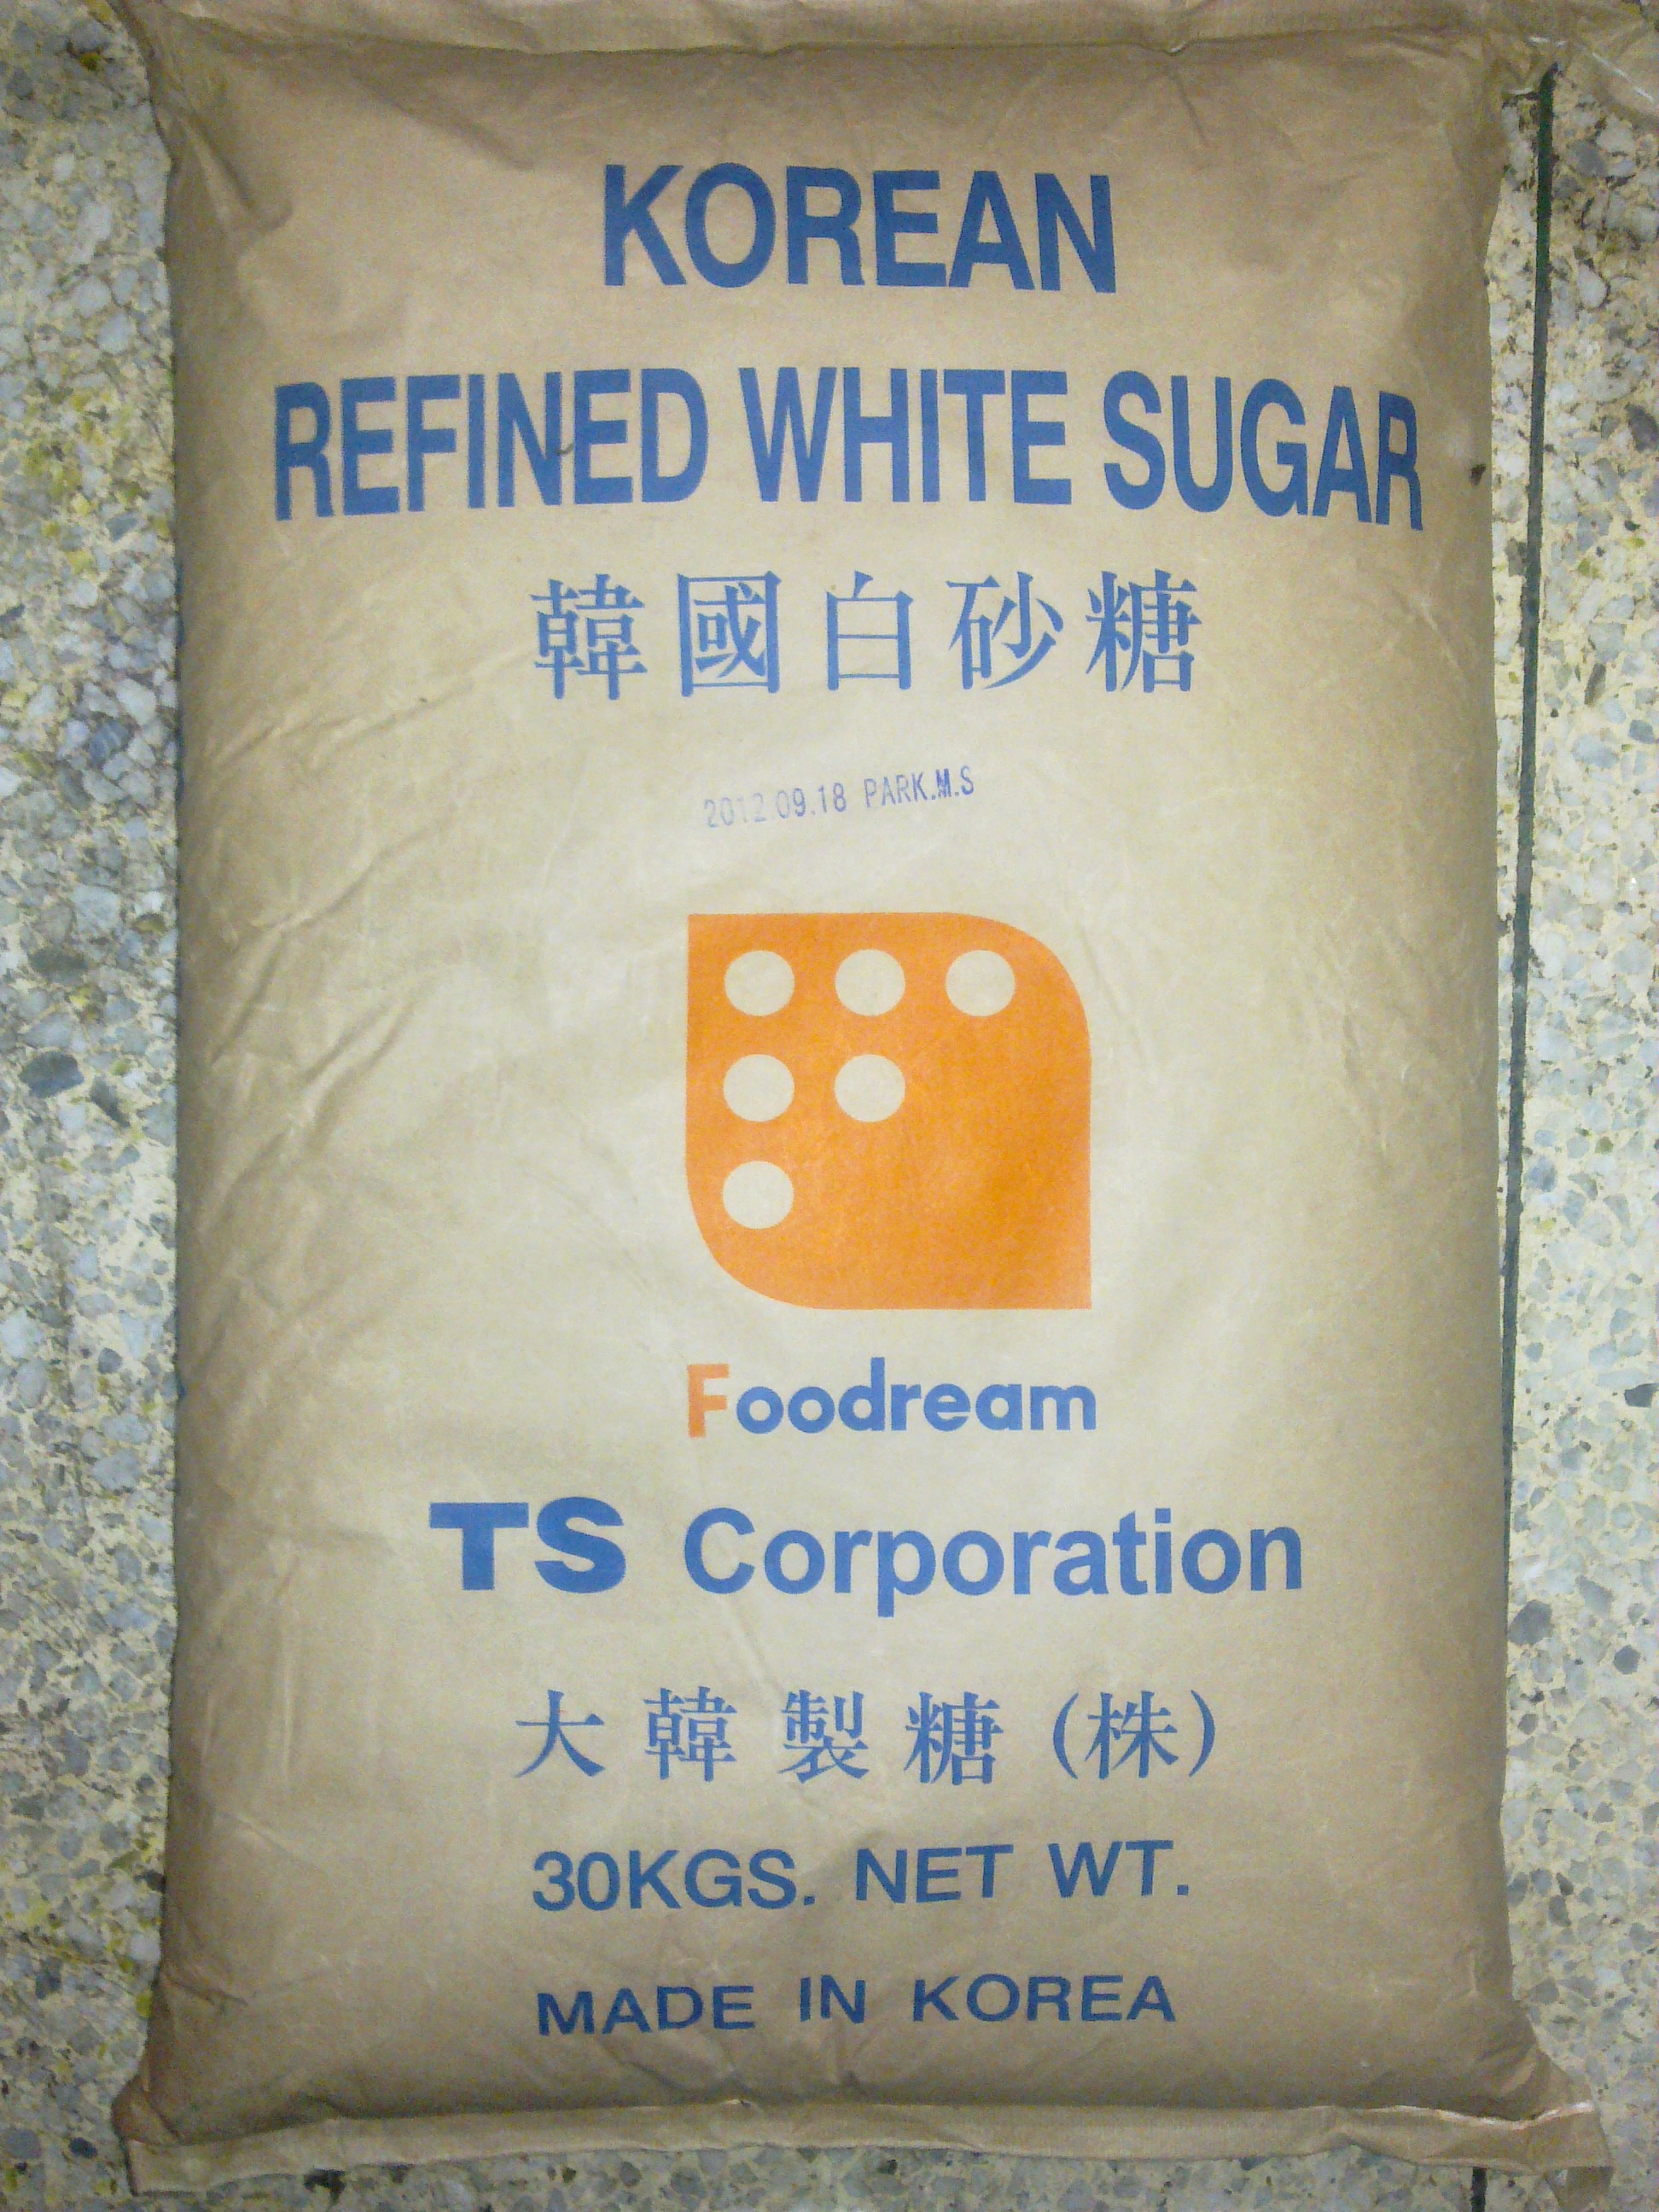 KOREAN
REFINED WHITE SUGAR
韓國白砂糖
2012.09.18 PARK.M.S
Foodream
TS Corporation
大韓製糖(株)
30KGS. NET WT.
MADE IN KOREA